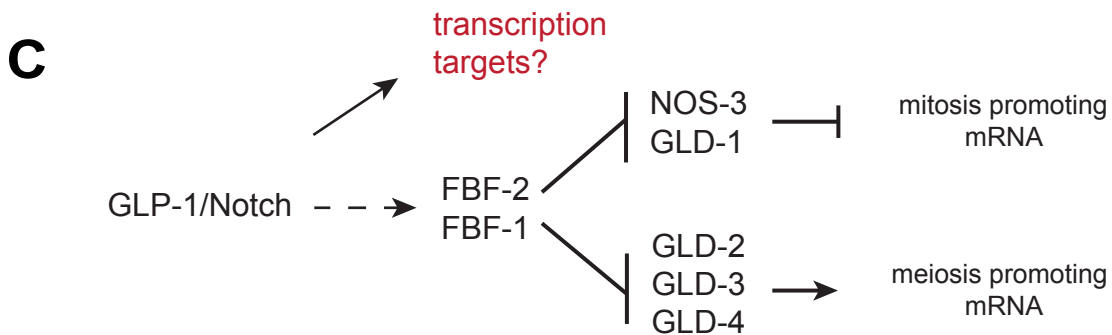 C
transcription
targets?
GLP-1/Notch
FBF-2
FBF-1
NOS-3
GLD-1
mitosis promoting
mRNA
GLD-2
GLD-3
GLD-4
meiosis promoting
mRNA